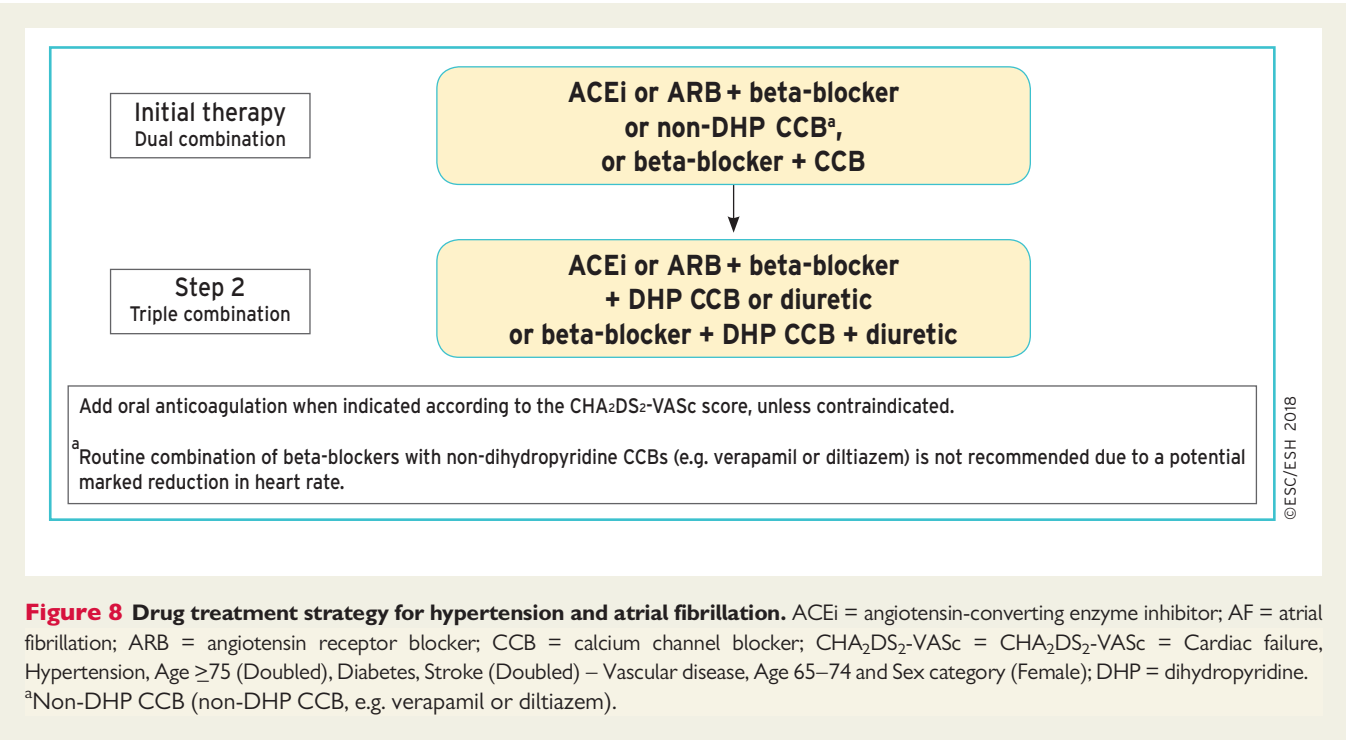 Initial therapy
Dual combination
ACEi or ARB + beta-blocker
or non-DHP CCBᵃ,
or beta-blocker + CCB
Step 2
Triple combination
ACEi or ARB + beta-blocker
+ DHP CCB or diuretic
or beta-blocker + DHP CCB + diuretic
Add oral anticoagulation when indicated according to the CHA₂DS₂-VASc score, unless contraindicated.
ᵃRoutine combination of beta-blockers with non-dihydropyridine CCBs (e.g. verapamil or diltiazem) is not recommended due to a potential
marked reduction in heart rate.
©ESC/ESH 2018
Figure 8 Drug treatment strategy for hypertension and atrial fibrillation. ACEi = angiotensin-converting enzyme inhibitor; AF = atrial
fibrillation; ARB = angiotensin receptor blocker; CCB = calcium channel blocker; CHA₂DS₂-VASc = CHA₂DS₂-VASc = Cardiac failure,
Hypertension, Age ≥75 (Doubled), Diabetes, Stroke (Doubled) – Vascular disease, Age 65–74 and Sex category (Female); DHP = dihydropyridine.
ᵃNon-DHP CCB (non-DHP CCB, e.g. verapamil or diltiazem).